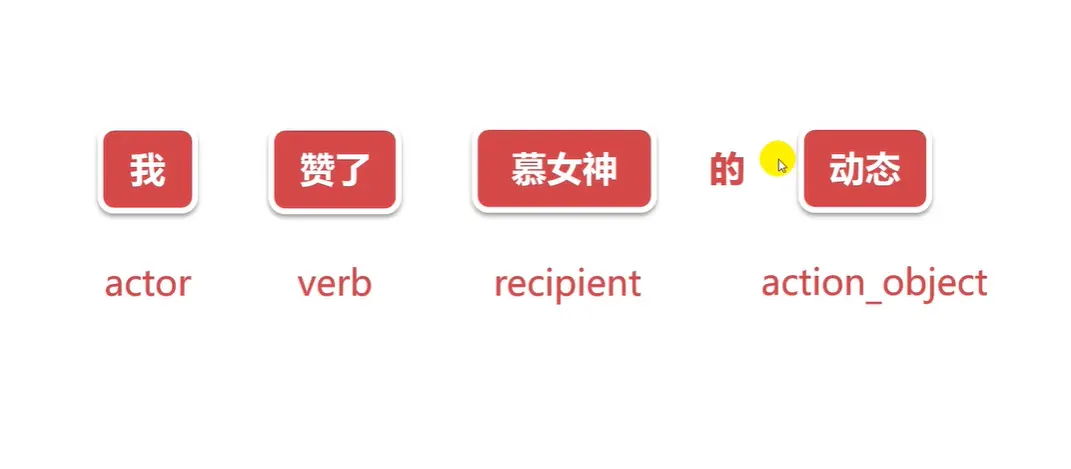 我 赞了 慕女神 的 动态
actor verb recipient action_object